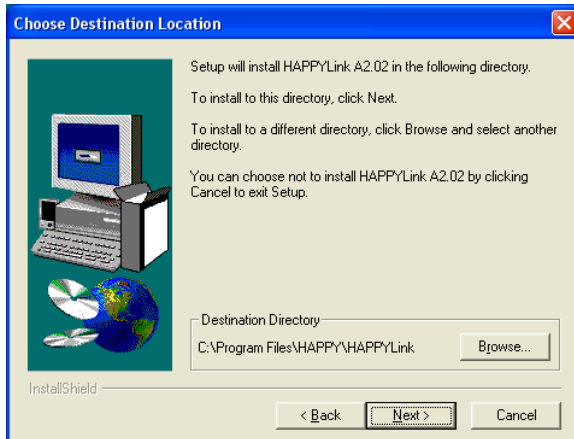 Choose Destination Location
Setup will install HAPPYLink A2.02 in the following directory.
To install to this directory, click Next.
To install to a different directory, click Browse and select another
directory.
You can choose not to install HAPPYLink A2.02 by clicking
Cancel to exit Setup.
Destination Directory
C:\Program Files\HAPPY\HAPPYLink
Browse...
InstallShield
< Back
Next >
Cancel